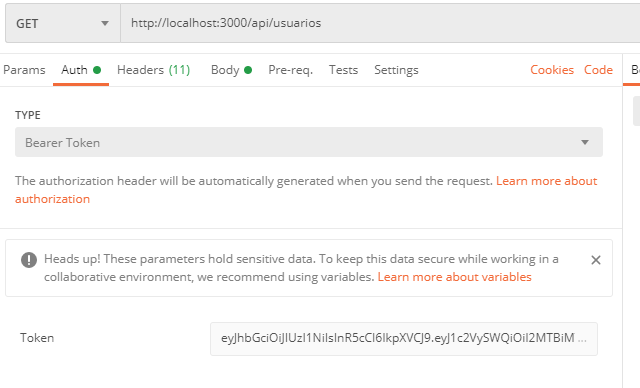 GET http://localhost:3000/api/usuarios
Params Auth Headers (11) Body Pre-req. Tests Settings Cookies Code
TYPE
Bearer Token
The authorization header will be automatically generated when you send the request. Learn more about
authorization
Heads up! These parameters hold sensitive data. To keep this data secure while working in a
collaborative environment, we recommend using variables. Learn more about variables
Token eyJhbGciOiJIUzI1NiIsInR5cCI6IkpXVCJ9.eyJ1c2VySWQiOiI2MTBiM ...